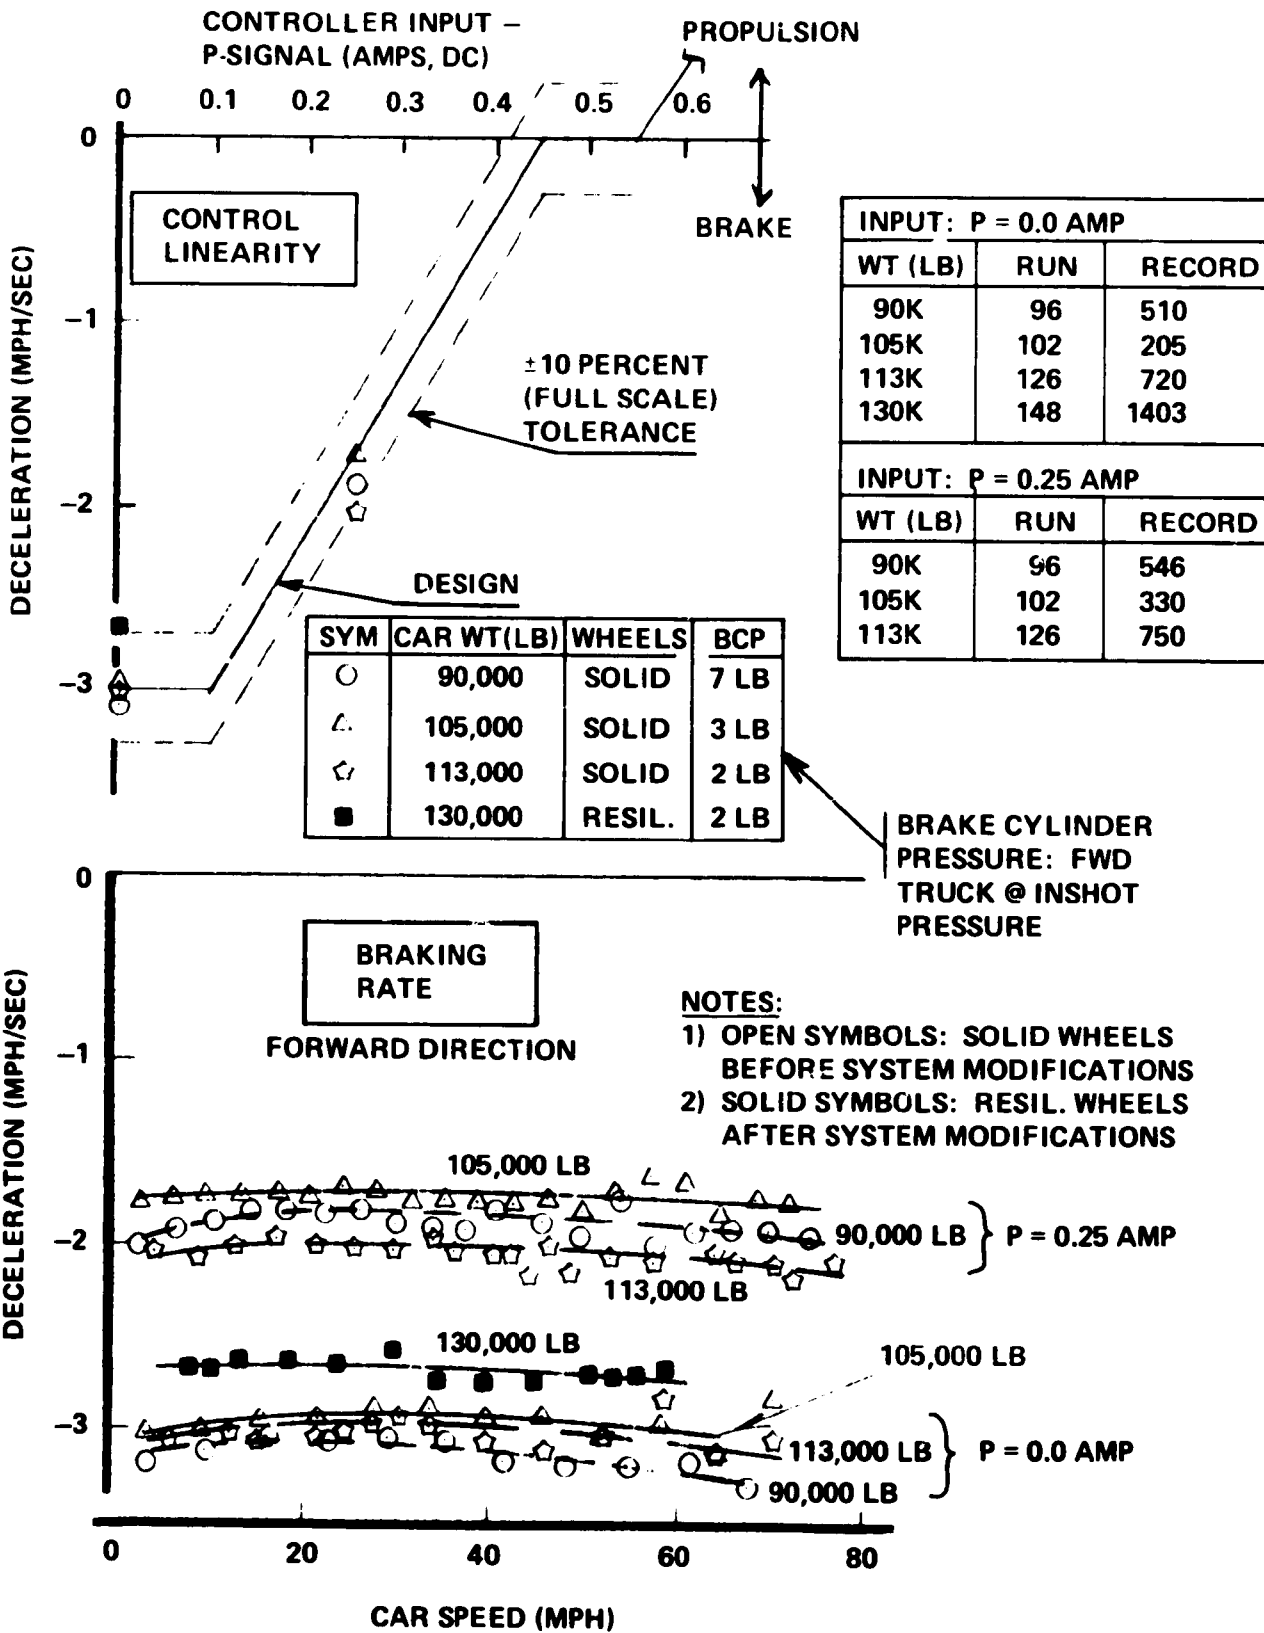 CONTROLLER INPUT –
P-SIGNAL (AMPS, DC)
PROPULSION
0 0.1 0.2 0.3 0.4 0.5 0.6
0
CONTROL
LINEARITY
BRAKE
DECELERATION (MPH/SEC)
–1
–2
–3
±10 PERCENT
(FULL SCALE)
TOLERANCE
DESIGN
INPUT: P = 0.0 AMP
WT (LB) RUN RECORD
90K 96 510
105K 102 205
113K 126 720
130K 148 1403
INPUT: P = 0.25 AMP
WT (LB) RUN RECORD
90K 96 546
105K 102 330
113K 126 750
SYM CAR WT(LB) WHEELS BCP
90,000 SOLID 7 LB
105,000 SOLID 3 LB
113,000 SOLID 2 LB
130,000 RESIL. 2 LB
BRAKE CYLINDER
PRESSURE: FWD
TRUCK @ INSHOT
PRESSURE
0
BRAKING
RATE
FORWARD DIRECTION
NOTES:
1) OPEN SYMBOLS: SOLID WHEELS
BEFORE SYSTEM MODIFICATIONS
2) SOLID SYMBOLS: RESIL. WHEELS
AFTER SYSTEM MODIFICATIONS
DECELERATION (MPH/SEC)
–1
–2
–3
105,000 LB
90,000 LB P = 0.25 AMP
113,000 LB
130,000 LB
105,000 LB
113,000 LB P = 0.0 AMP
90,000 LB
0 20 40 60 80
CAR SPEED (MPH)